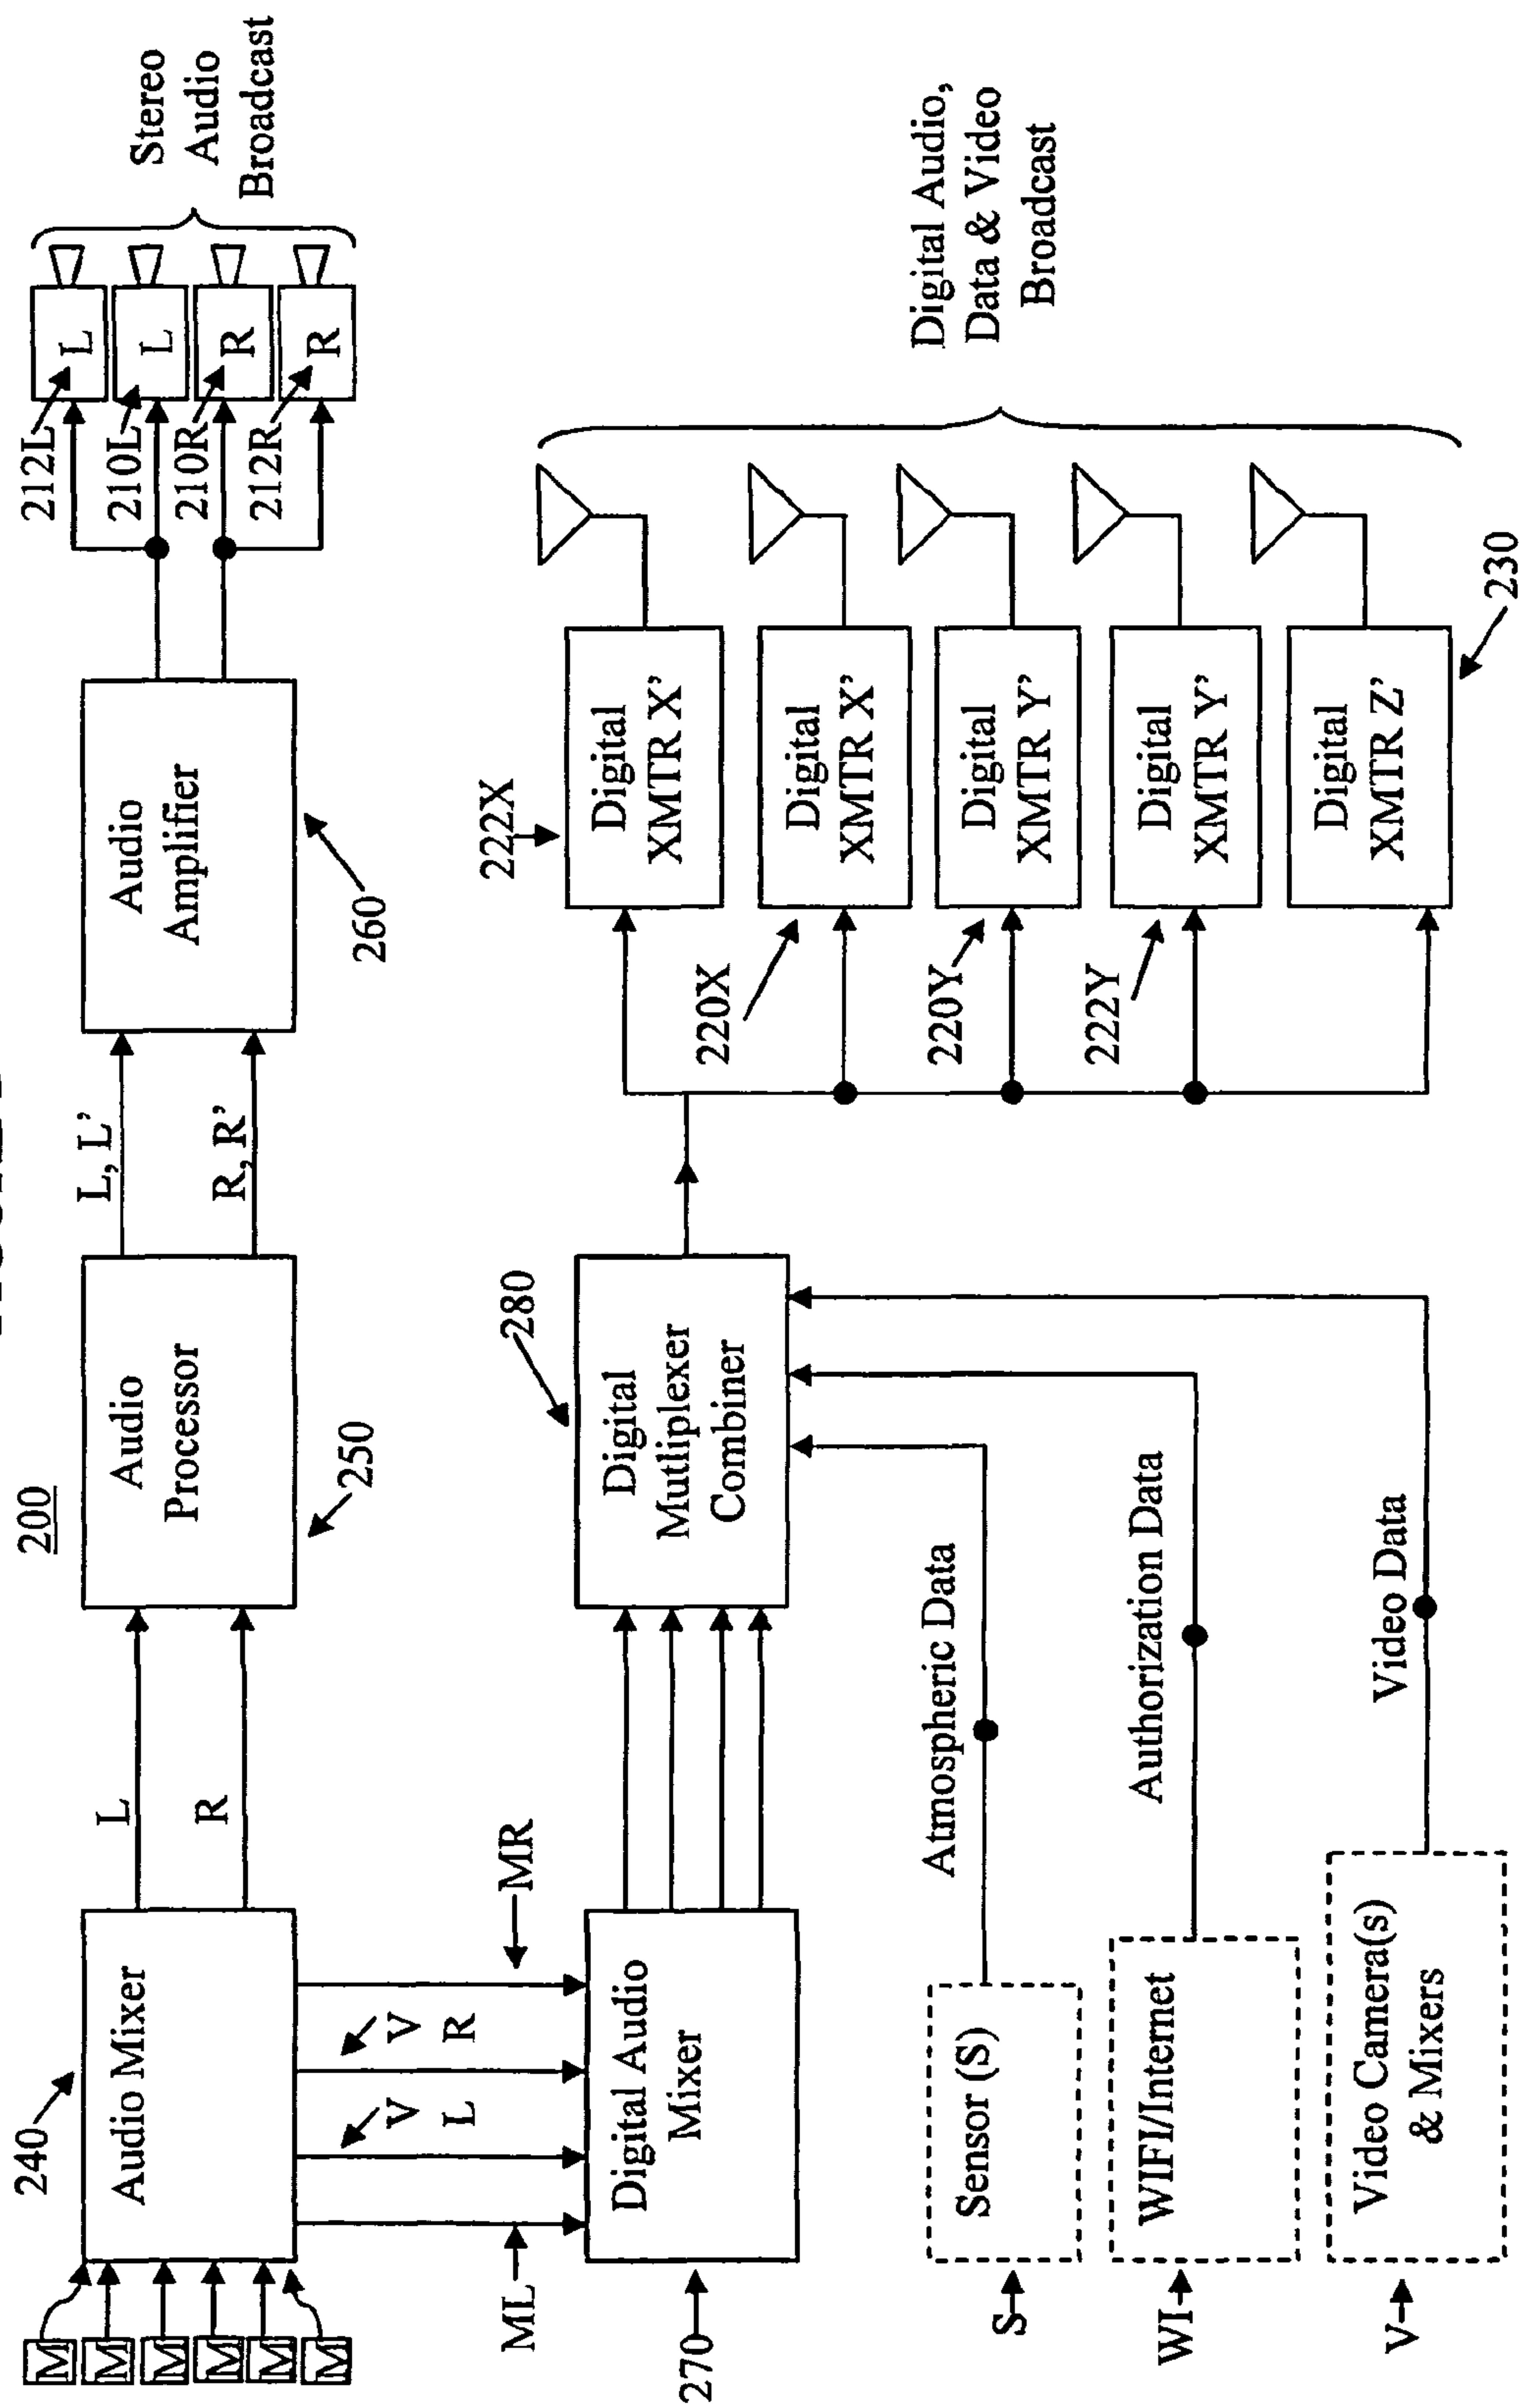 200
M
M
M
M
M
M
240
Audio Mixer
L
R
Audio
Processor
250
L, L’
R, R’
Audio
Amplifier
260
212L
210L
210R
212R
L
L
R
R
Stereo
Audio
Broadcast
ML
V
L
V
R
MR
270
Digital Audio
Mixer
280
Digital
Mutliplexer
Combiner
222X
220X
220Y
222Y
Digital
XMTR X’
Digital
XMTR X’
Digital
XMTR Y’
Digital
XMTR Y’
Digital
XMTR Z’
230
Digital Audio,
Data & Video
Broadcast
S
Sensor (S)
Atmospheric Data
WI
WIFI/Internet
Authorization Data
V
Video Camera(s)
& Mixers
Video Data